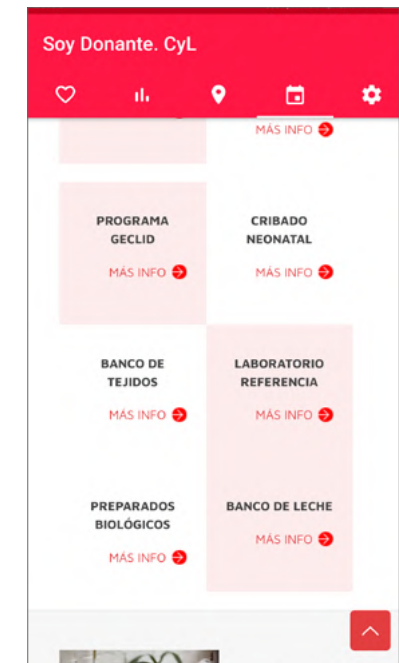 Soy Donante. CyL
MÁS INFO
PROGRAMA
GECLID
MÁS INFO
CRIBADO
NEONATAL
MÁS INFO
BANCO DE
TEJIDOS
MÁS INFO
LABORATORIO
REFERENCIA
MÁS INFO
PREPARADOS
BIOLÓGICOS
MÁS INFO
BANCO DE LECHE
MÁS INFO